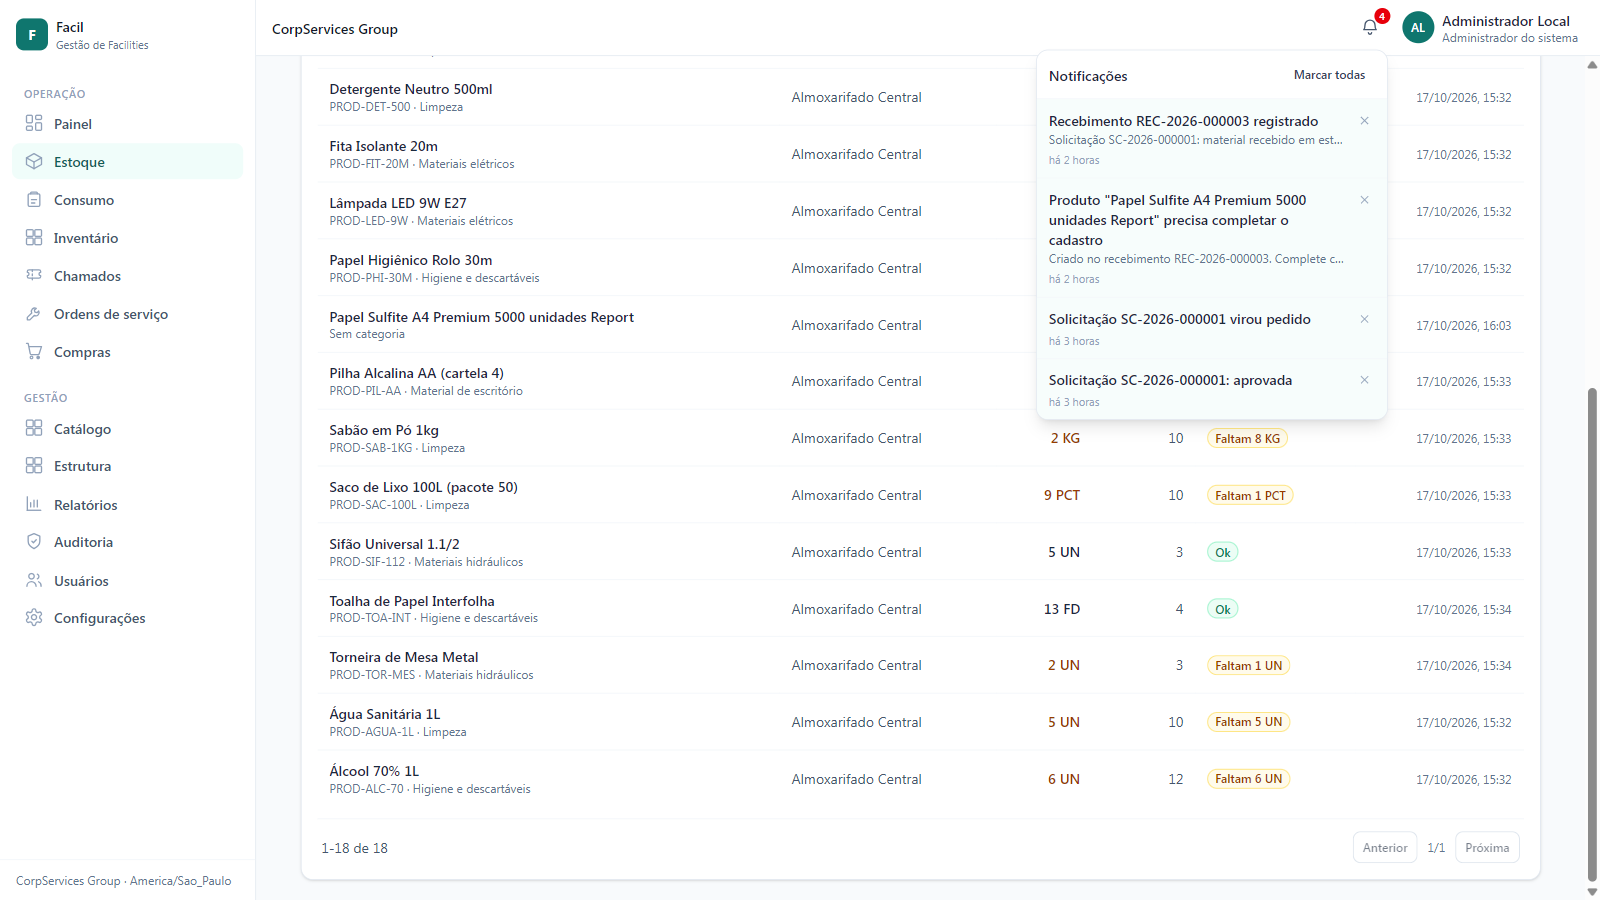 F
Facil
Gestão de Facilities
OPERAÇÃO
Painel
Estoque
Consumo
Inventário
Chamados
Ordens de serviço
Compras
GESTÃO
Catálogo
Estrutura
Relatórios
Auditoria
Usuários
Configurações
CorpServices Group · America/Sao_Paulo
CorpServices Group
4
AL
Administrador Local
Administrador do sistema
Notificações
Marcar todas
Recebimento REC-2026-000003 registrado
Solicitação SC-2026-000001: material recebido em est...
há 2 horas
Produto "Papel Sulfite A4 Premium 5000
unidades Report" precisa completar o
cadastro
Criado no recebimento REC-2026-000003. Complete c...
há 2 horas
Solicitação SC-2026-000001 virou pedido
há 3 horas
Solicitação SC-2026-000001: aprovada
há 3 horas
Detergente Neutro 500ml
PROD-DET-500 · Limpeza
Almoxarifado Central
17/10/2026, 15:32
Fita Isolante 20m
PROD-FIT-20M · Materiais elétricos
Almoxarifado Central
17/10/2026, 15:32
Lâmpada LED 9W E27
PROD-LED-9W · Materiais elétricos
Almoxarifado Central
17/10/2026, 15:32
Papel Higiênico Rolo 30m
PROD-PHI-30M · Higiene e descartáveis
Almoxarifado Central
17/10/2026, 15:32
Papel Sulfite A4 Premium 5000 unidades Report
Sem categoria
Almoxarifado Central
17/10/2026, 16:03
Pilha Alcalina AA (cartela 4)
PROD-PIL-AA · Material de escritório
Almoxarifado Central
17/10/2026, 15:33
Sabão em Pó 1kg
PROD-SAB-1KG · Limpeza
Almoxarifado Central
2 KG
10
Faltam 8 KG
17/10/2026, 15:33
Saco de Lixo 100L (pacote 50)
PROD-SAC-100L · Limpeza
Almoxarifado Central
9 PCT
10
Faltam 1 PCT
17/10/2026, 15:33
Sifão Universal 1.1/2
PROD-SIF-112 · Materiais hidráulicos
Almoxarifado Central
5 UN
3
Ok
17/10/2026, 15:33
Toalha de Papel Interfolha
PROD-TOA-INT · Higiene e descartáveis
Almoxarifado Central
13 FD
4
Ok
17/10/2026, 15:34
Torneira de Mesa Metal
PROD-TOR-MES · Materiais hidráulicos
Almoxarifado Central
2 UN
3
Faltam 1 UN
17/10/2026, 15:34
Água Sanitária 1L
PROD-AGUA-1L · Limpeza
Almoxarifado Central
5 UN
10
Faltam 5 UN
17/10/2026, 15:32
Álcool 70% 1L
PROD-ALC-70 · Higiene e descartáveis
Almoxarifado Central
6 UN
12
Faltam 6 UN
17/10/2026, 15:32
1-18 de 18
Anterior
1/1
Próxima